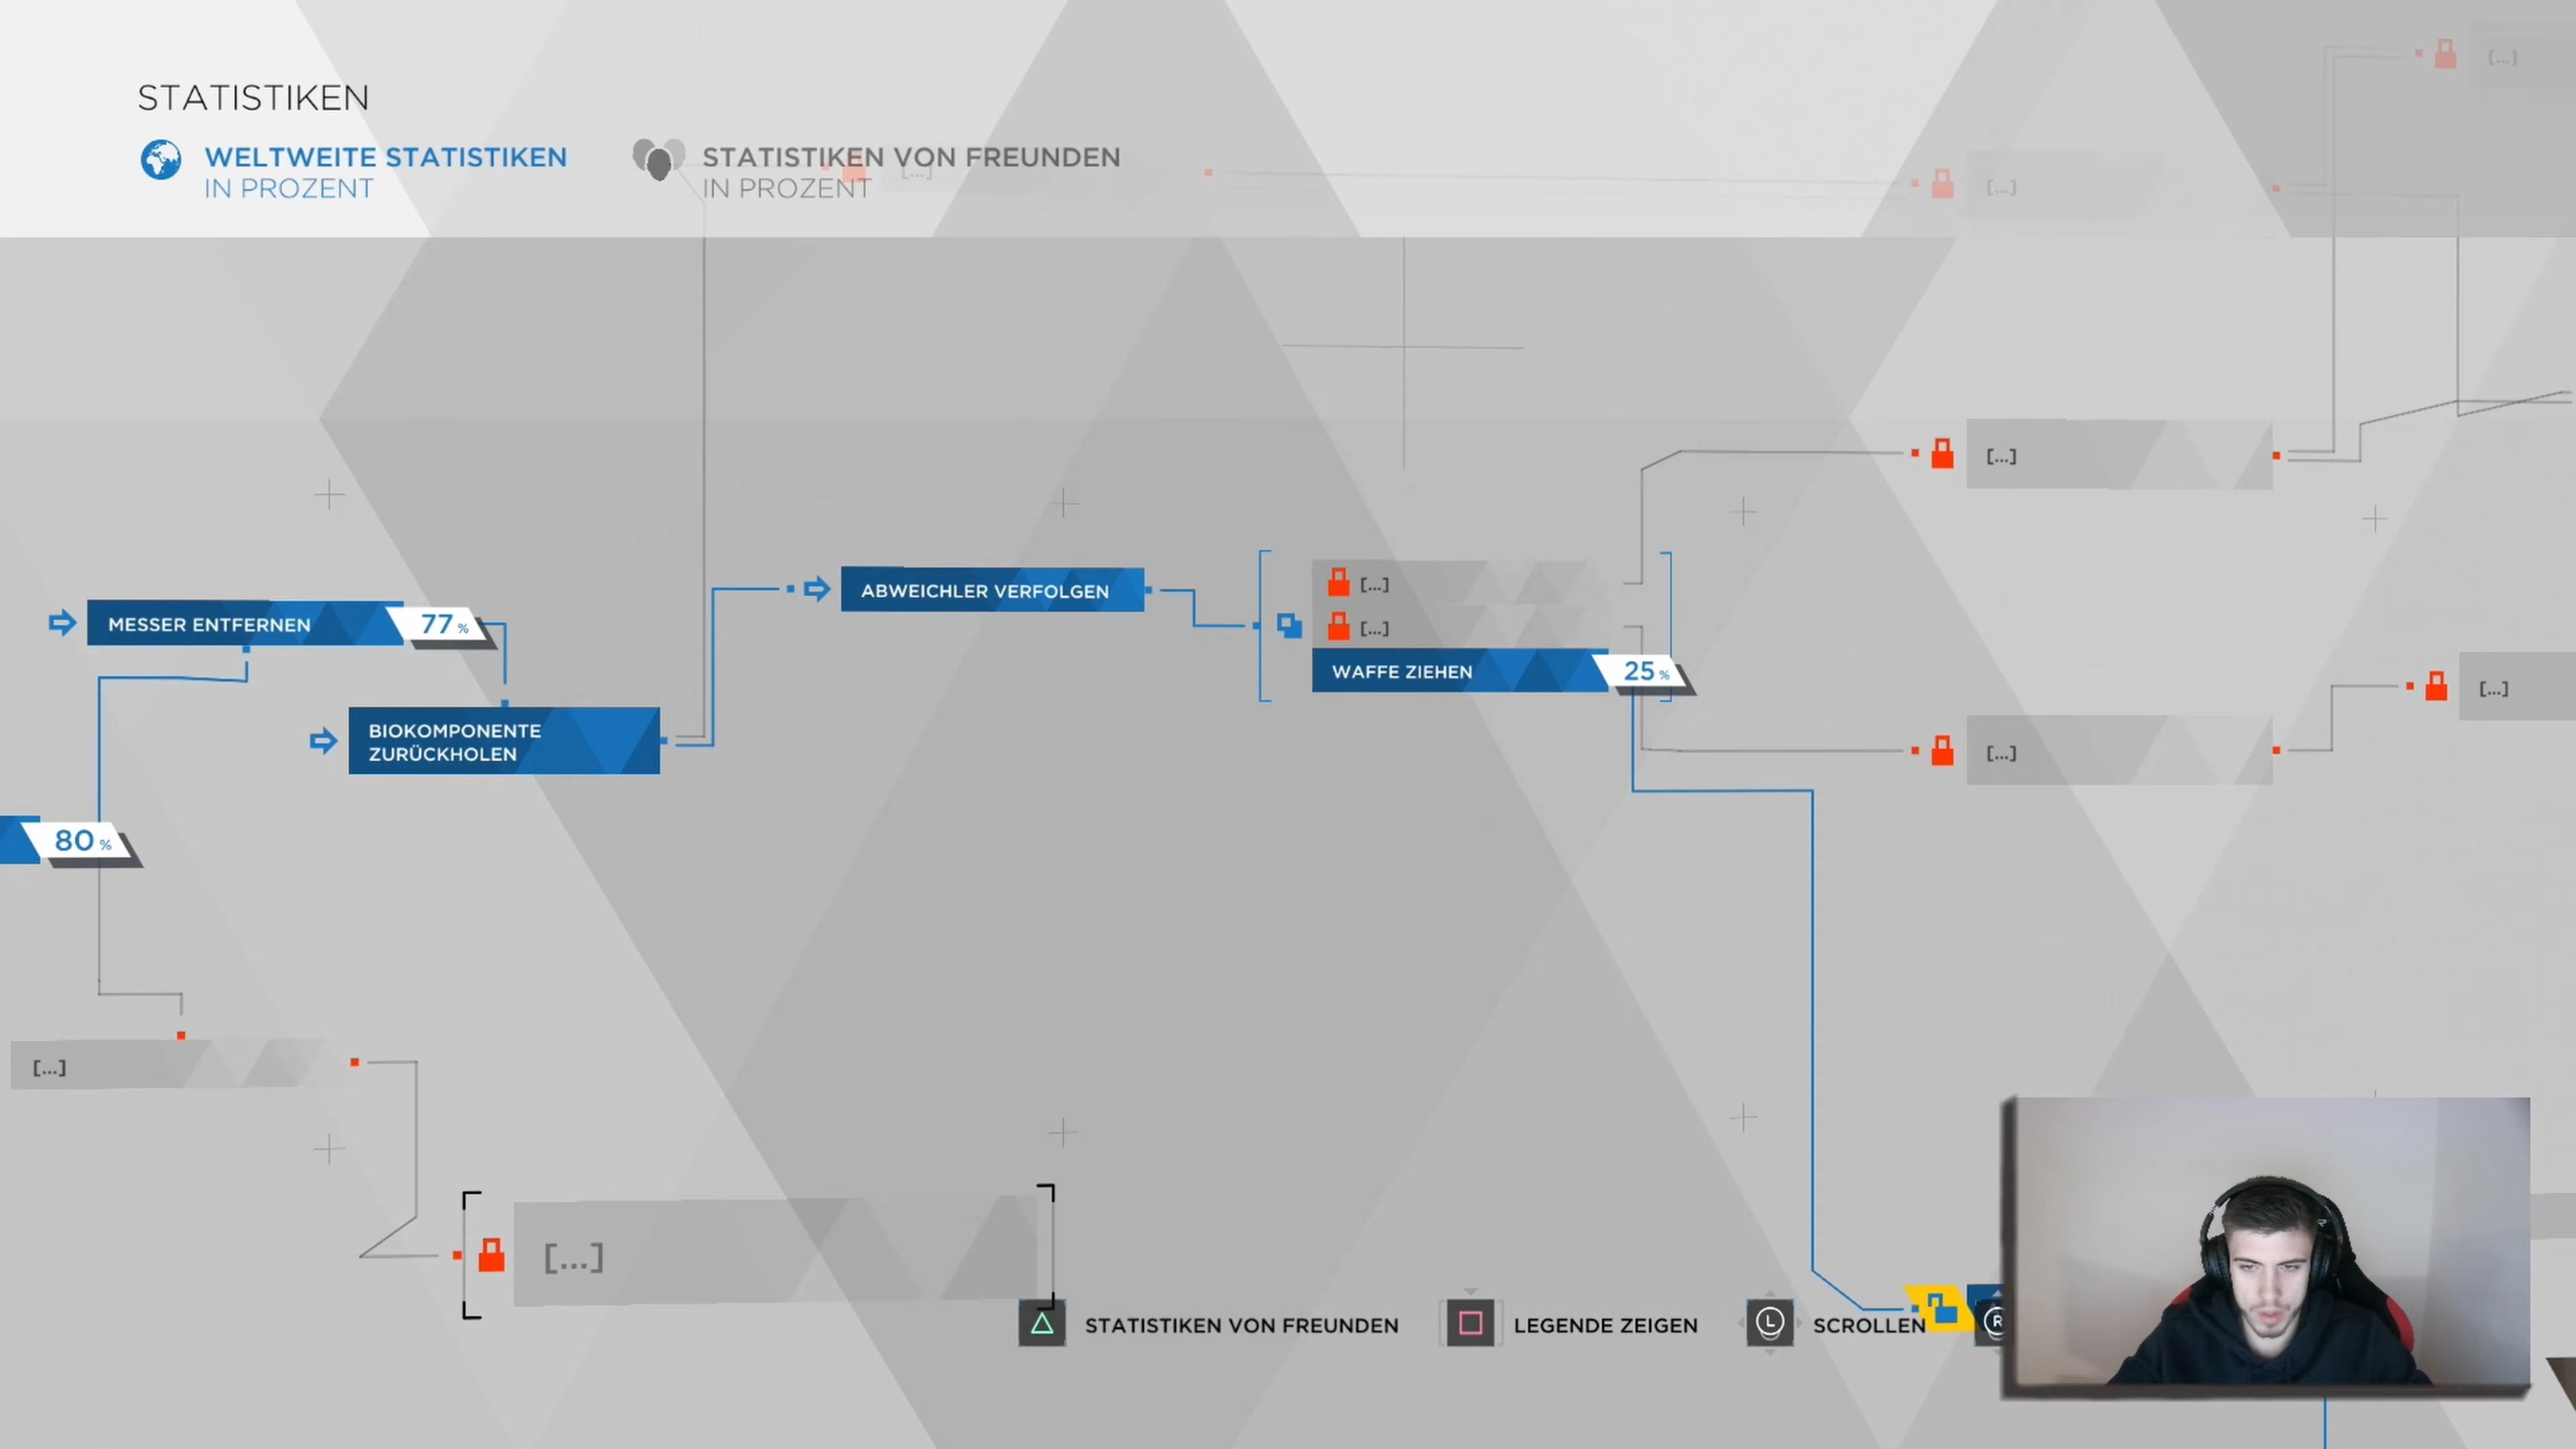 STATISTIKEN
WELTWEITE STATISTIKEN
IN PROZENT
STATISTIKEN VON FREUNDEN
IN PROZENT
[...]
[...]
[...]
[...]
ABWEICHLER VERFOLGEN
[...]
[...]
WAFFE ZIEHEN 25 %
MESSER ENTFERNEN 77 %
BIOKOMPONENTE
ZURÜCKHOLEN
[...]
[...]
80 %
[...]
[...]
STATISTIKEN VON FREUNDEN
LEGENDE ZEIGEN
L SCROLLEN
R